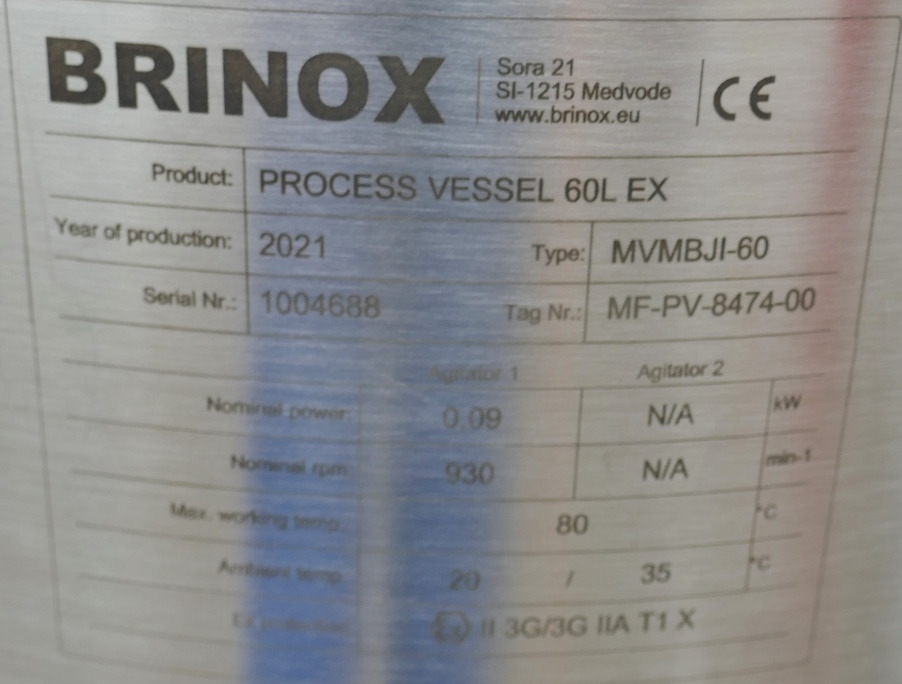 BRINOX
Sora 21
SI-1215 Medvode
www.brinox.eu
CE
Product: PROCESS VESSEL 60L EX
Year of production: 2021 Type: MVMBJI-60
Serial Nr.: 1004688 Tag Nr.: MF-PV-8474-00
Agitator 1 Agitator 2
Nominal power 0.09 N/A kW
Nominal rpm 930 N/A min-1
Max. working temp. 80 °C
Ambient temp. 20 / 35 °C
Ex protection: Ex II 3G/3G IIA T1 X